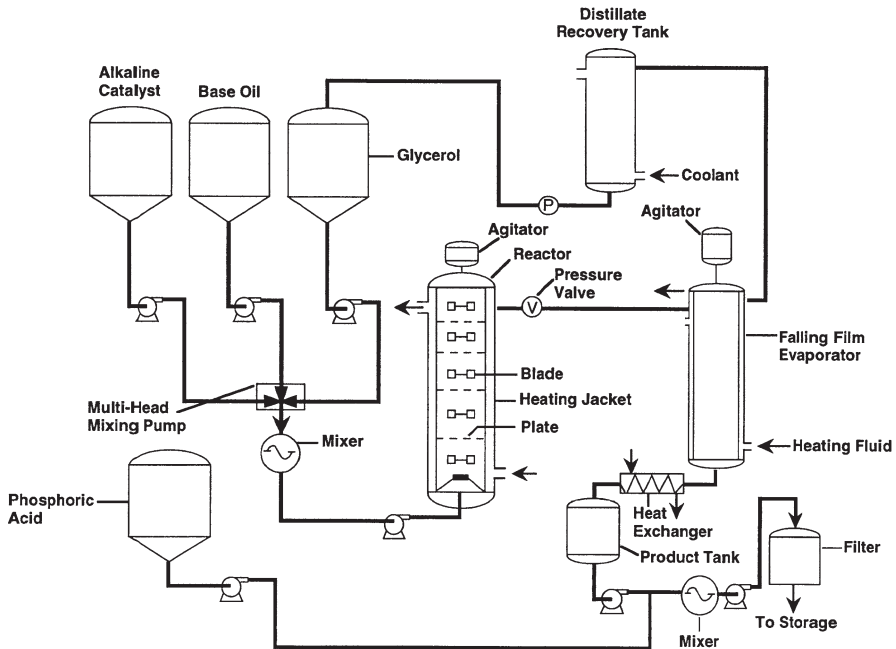 Distillate
Recovery Tank
Alkaline
Catalyst
Base Oil
Glycerol
Coolant
P
Agitator
Agitator
Reactor
Pressure
Valve
V
Falling Film
Evaporator
Blade
Heating Jacket
Multi-Head
Mixing Pump
Plate
Mixer
Heating Fluid
Phosphoric
Acid
Heat
Exchanger
Product Tank
Filter
To Storage
Mixer